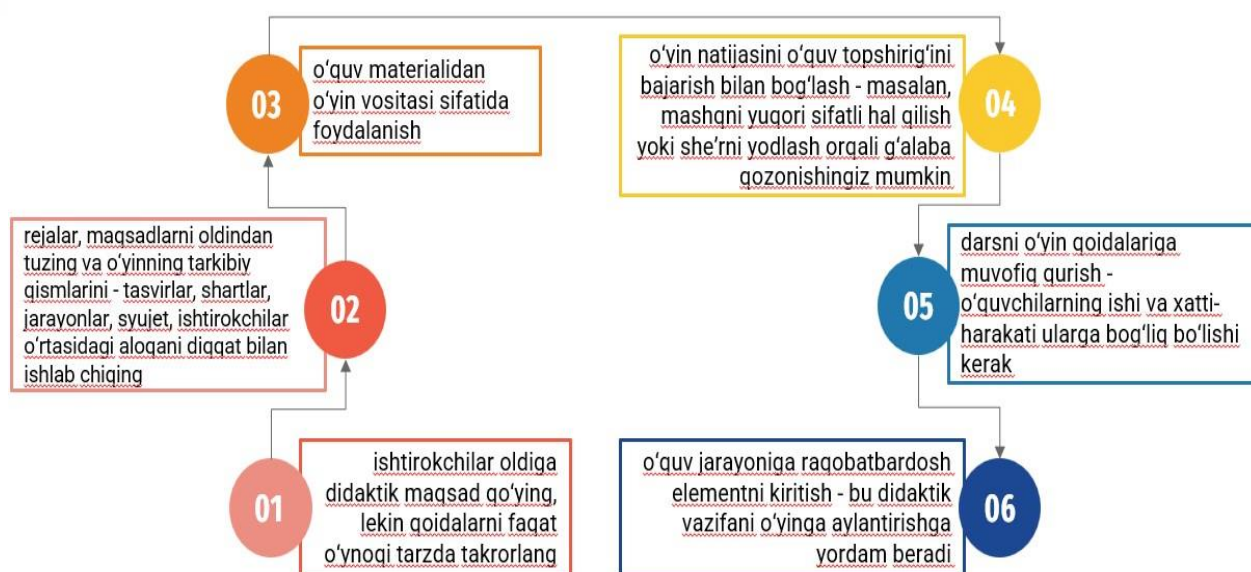 01
ishtirokchilar oldiga
didaktik maqsad qo‘ying,
lekin qoidalarni faqat
o‘ynoqi tarzda takrorlang
02
rejalar, maqsadlarni oldindan
tuzing va o‘yinning tarkibiy
qismlarini - tasvirlar, shartlar,
jarayonlar, syujet, ishtirokchilar
o‘rtasidagi aloqani diqqat bilan
ishlab chiqing
03
o‘quv materialidan
o‘yin vositasi sifatida
foydalanish
04
o‘yin natijasini o‘quv topshirig‘ini
bajarish bilan bog‘lash - masalan,
mashqni yuqori sifatli hal qilish
yoki she’rni yodlash orqali g‘alaba
qozonishingiz mumkin
05
darsni o‘yin qoidalariga
muvofiq qurish -
o‘quvchilarning ishi va xatti-
harakati ularga bog‘liq bo‘lishi
kerak
06
o‘quv jarayoniga raqobatbardosh
elementni kiritish - bu didaktik
vazifani o‘yinga aylantirishga
yordam beradi